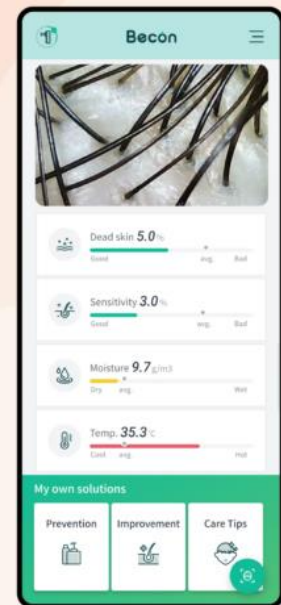 Becon
Dead skin 5.0 %
Good avg. Bad
Sensitivity 3.0 %
Good avg. Bad
Moisture 9.7 g/m3
Dry avg. Wet
Temp. 35.3 °c
Cool avg. Hot
My own solutions
Prevention Improvement Care Tips